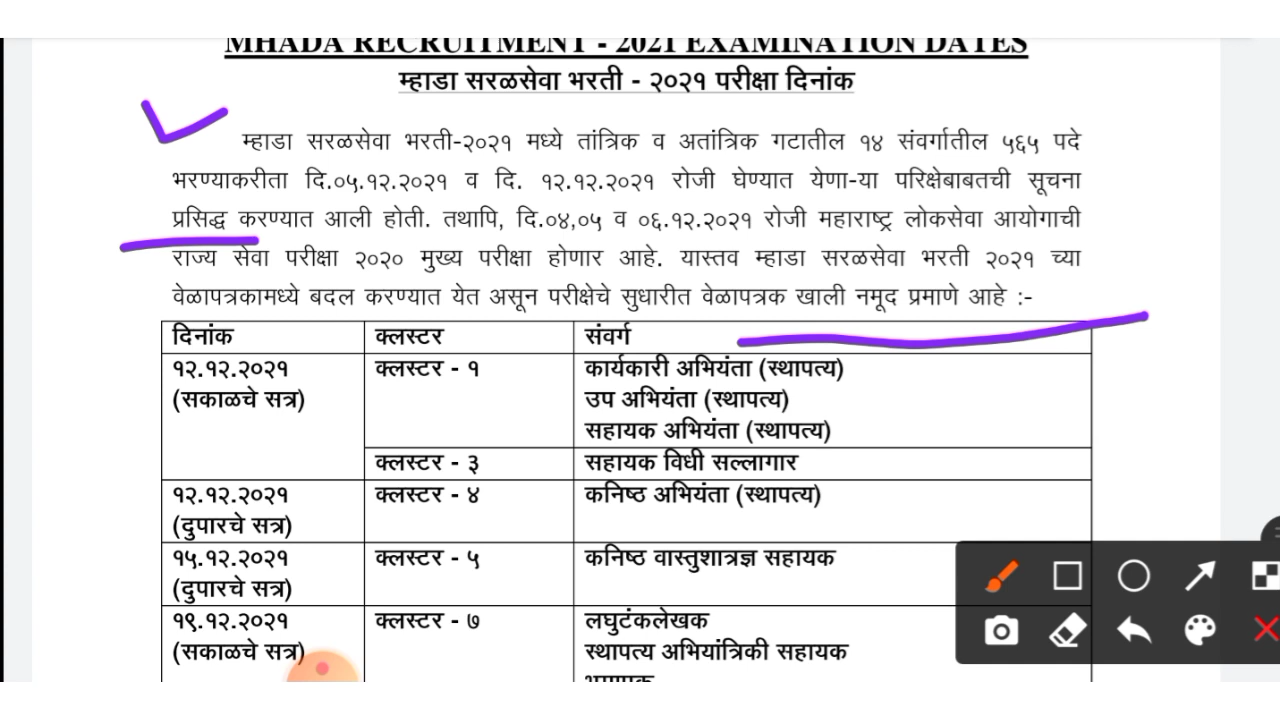 MHADA RECRUITMENT - 2021 EXAMINATION DATES
म्हाडा सरळसेवा भरती - २०२१ परीक्षा दिनांक
म्हाडा सरळसेवा भरती-२०२१ मध्ये तांत्रिक व अतांत्रिक गटातील १४ संवर्गातील ५६५ पदे
भरण्याकरीता दि.०५.१२.२०२१ व दि. १२.१२.२०२१ रोजी घेण्यात येणा-या परिक्षेबाबतची सूचना
प्रसिद्ध करण्यात आली होती. तथापि, दि.०४,०५ व ०६.१२.२०२१ रोजी महाराष्ट्र लोकसेवा आयोगाची
राज्य सेवा परीक्षा २०२० मुख्य परीक्षा होणार आहे. यास्तव म्हाडा सरळसेवा भरती २०२१ च्या
वेळापत्रकामध्ये बदल करण्यात येत असून परीक्षेचे सुधारीत वेळापत्रक खाली नमूद प्रमाणे आहे :-
दिनांक क्लस्टर संवर्ग
१२.१२.२०२१ क्लस्टर - १ कार्यकारी अभियंता (स्थापत्य)
(सकाळचे सत्र) उप अभियंता (स्थापत्य)
सहायक अभियंता (स्थापत्य)
क्लस्टर - ३ सहायक विधी सल्लागार
१२.१२.२०२१ क्लस्टर - ४ कनिष्ठ अभियंता (स्थापत्य)
(दुपारचे सत्र)
१५.१२.२०२१ क्लस्टर - ५ कनिष्ठ वास्तुशात्रज्ञ सहायक
(दुपारचे सत्र)
१९.१२.२०२१ क्लस्टर - ७ लघुटंकलेखक
(सकाळचे सत्र) स्थापत्य अभियांत्रिकी सहायक